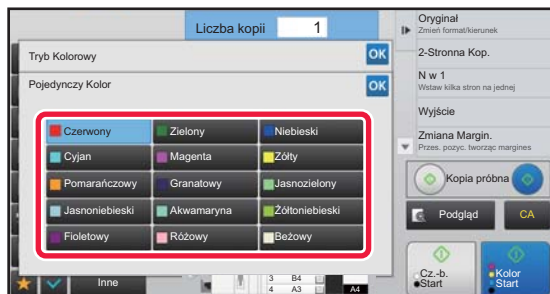 Liczba kopii 1
Tryb Kolorowy OK
Pojedynczy Kolor OK
Czerwony Zielony Niebieski
Cyjan Magenta Żółty
Pomarańczowy Granatowy Jasnozielony
Jasnoniebieski Akwamaryna Żółtoniebieski
Fioletowy Różowy Beżowy
Inne
3 B4
4 A3 A4
Oryginał
Zmień format/kierunek
2-Stronna Kop.
N w 1
Wstaw kilka stron na jednej
Wyjście
Zmiana Margin.
Przes. pozyc. tworząc margines
Kopia próbna
Podgląd CA
Cz.-b.
Start
Kolor
Start